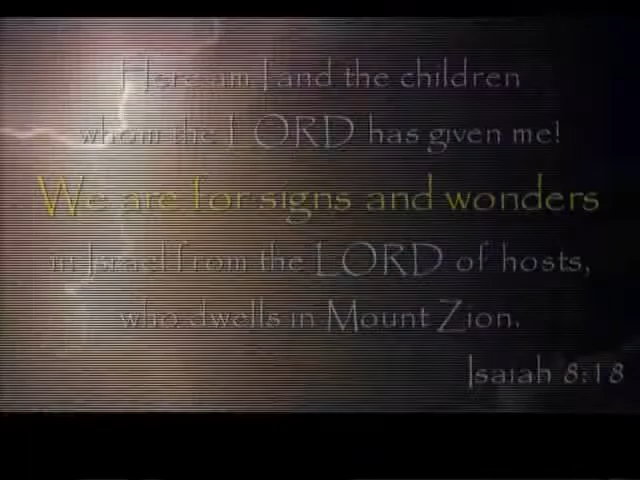 Here am I and the children
whom the LORD has given me!
We are for signs and wonders
in Israel from the LORD of hosts,
who dwells in Mount Zion.
Isaiah 8:18